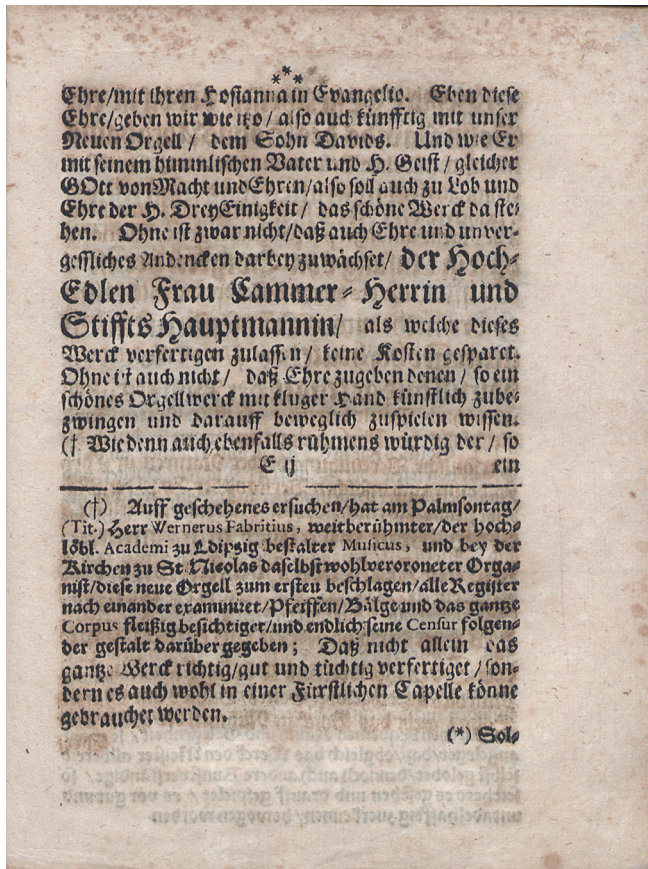 ***
Ehre/mit ihren Hosianna in Evangelio. Eben diese
Ehre/geben wir wie itzo/also auch künfftig mit unser
Neuen Orgell/ dem Sohn Davids. Und wie Er
mit seinem himmlischen Vater und H. Geist/gleicher
GOtt von Macht und Ehren/also soll auch zu Lob und
Ehre der H. DreyEinigkeit/ das schöne Werck da ste-
hen. Ohne ist zwar nicht/daß auch Ehre und unver-
gessliches Andencken darbey zuwächset/ der Hoch-
Edlen Frau Cammer-Herrin und
Stiffts Hauptmannin/ als welche dieses
Werck verfertigen zulassen/ keine Kosten gesparet.
Ohne ist auch nicht/ daß Ehre zugeben denen/ so ein
schönes Orgellwerck mit kluger Hand künstlich zube-
zwingen und darauff beweglich zuspielen wissen.
(† Wie denn auch ebenfalls rühmens würdig der/ so
E ij ein
(†) Auff geschehenes ersuchen/hat am Palmsontag/
(Tit.) Herr Wernerus Fabritius, weitberühmter/der hoch-
löbl. Academi zu Leipzig bestalter Musicus, und bey der
Kirchen zu St. Nicolas daselbst wohlverordneter Orga-
nist/diese neue Orgell zum ersten beschlagen/alle Register
nach einander examiniret/Pfeiffen/Bälge und das gantze
Corpus fleißig besichtiget/und endlich seine Censur folgen-
der gestalt darüber gegeben; Daß nicht allein das
gantze Werck richtig/gut und tüchtig verfertiget/son-
dern es auch wohl in einer Fürstlichen Capelle könne
gebrauchet werden.
(*) Sol-